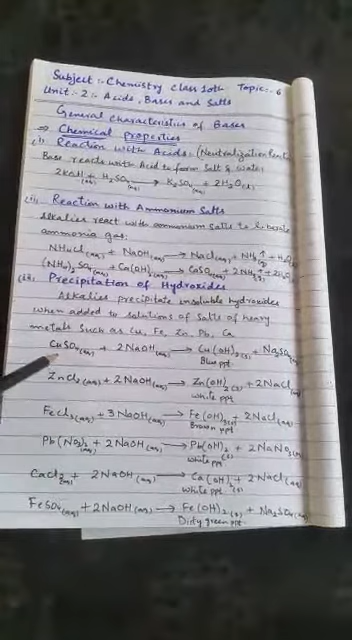 Subject:- Chemistry Class 10th Topic:- 6
Unit:- 2:- Acids, Bases and Salts
General Characteristics of Bases
⇒ Chemical Properties
(i) Reaction with Acids:- (Neutralization
Base reacts with Acid to form Salt & Water
2KOH(aq) + H2SO4(aq) → K2SO4(aq) + 2H2O(l)
(ii) Reaction with Ammonium Salts
Alkalies react with ammonium salts to liberate
ammonia gas.
NH4Cl(aq) + NaOH(aq) → NaCl(aq) + NH3(g)↑ + H2O
(NH4)2SO4 + Ca(OH)2(aq) → CaSO4(aq) + 2NH3(g)↑ + 2H2O
(iii) Precipitation of Hydroxides
Alkalies precipitate insoluble hydroxides
when added to solutions of salts of heavy
metals such as Cu, Fe, Zn, Pb, Ca
CuSO4(aq) + 2NaOH(aq) → Cu(OH)2(s) + Na2SO4(aq)
Blue ppt
ZnCl2(aq) + 2NaOH(aq) → Zn(OH)2(s) + 2NaCl(aq)
white ppt
FeCl3(aq) + 3NaOH(aq) → Fe(OH)3(s) + 3NaCl(aq)
Brown ppt
Pb(NO3)2 + 2NaOH(aq) → Pb(OH)2(s) + 2NaNO3(aq)
white ppt
CaCl2(aq) + 2NaOH(aq) → Ca(OH)2(s) + 2NaCl(aq)
white ppt
FeSO4(aq) + 2NaOH(aq) → Fe(OH)2(s) + Na2SO4(aq)
Dirty green ppt.